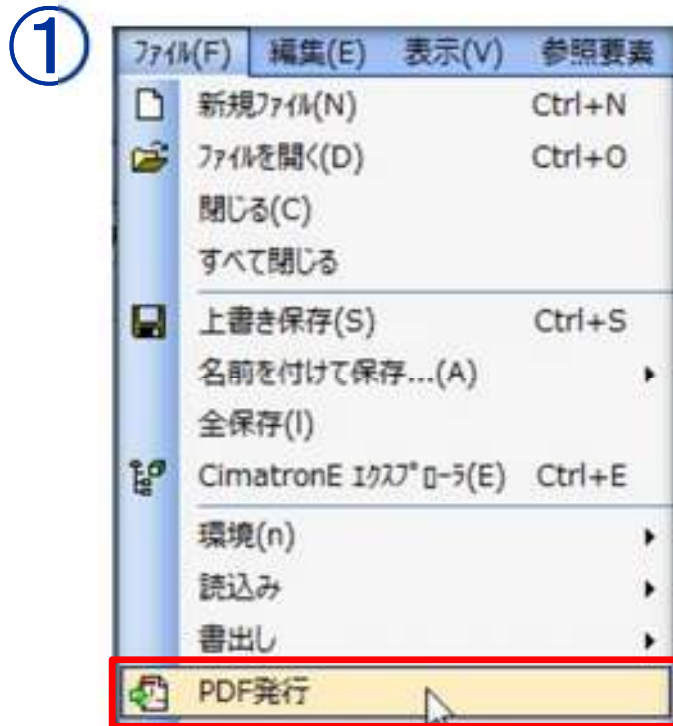 ①
ファイル(F) 編集(E) 表示(V) 参照要素
新規ファイル(N) Ctrl+N
ファイルを開く(D) Ctrl+O
閉じる(C)
すべて閉じる
上書き保存(S) Ctrl+S
名前を付けて保存...(A)
全保存(l)
CimatronE エクスプローラ(E) Ctrl+E
環境(n)
読込み
書出し
PDF発行